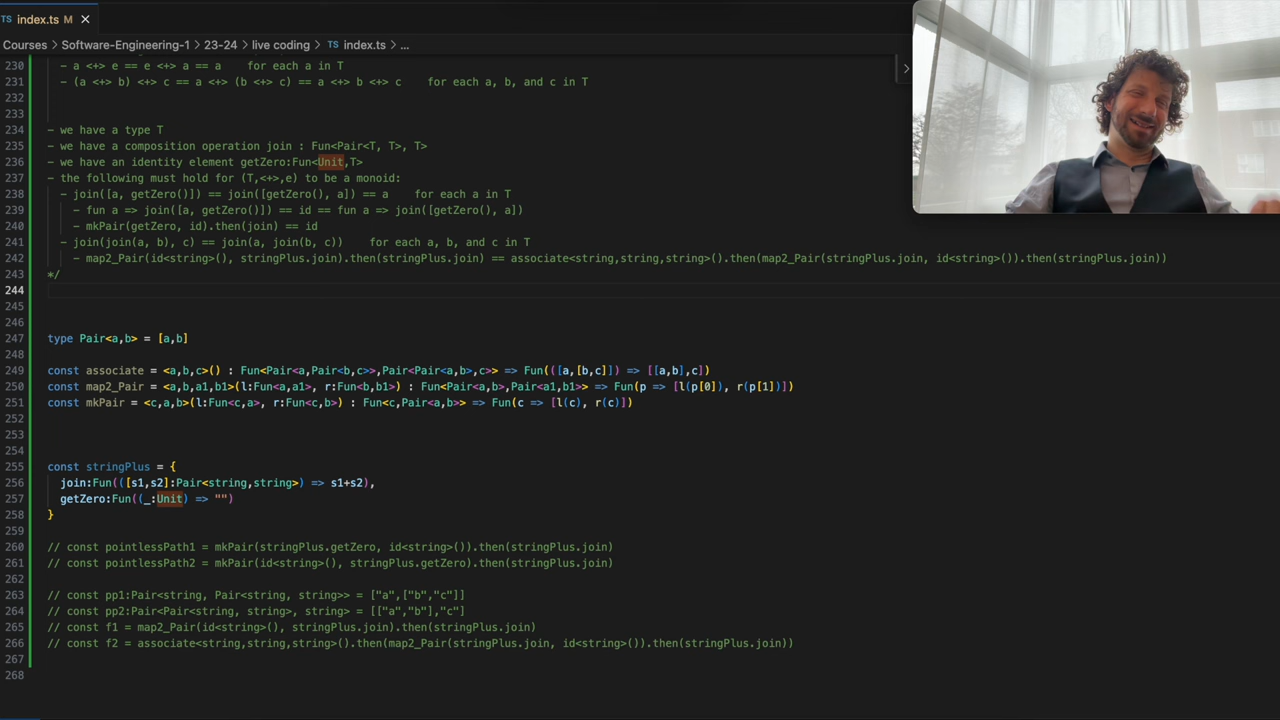 TS index.ts M ×
Courses > Software-Engineering-1 > 23-24 > live coding > TS index.ts > ...
230 - a <+> e == e <+> a == a    for each a in T
231 - (a <+> b) <+> c == a <+> (b <+> c) == a <+> b <+> c    for each a, b, and c in T
232
233
234 - we have a type T
235 - we have a composition operation join : Fun<Pair<T, T>, T>
236 - we have an identity element getZero:Fun<Unit,T>
237 - the following must hold for (T,<+>,e) to be a monoid:
238 - join([a, getZero()]) == join([getZero(), a]) == a    for each a in T
239 - fun a => join([a, getZero()]) == id == fun a => join([getZero(), a])
240 - mkPair(getZero, id).then(join) == id
241 - join(join(a, b), c) == join(a, join(b, c))    for each a, b, and c in T
242 - map2_Pair(id<string>(), stringPlus.join).then(stringPlus.join) == associate<string,string,string>().then(map2_Pair(stringPlus.join, id<string>()).then(stringPlus.join))
243 */
244
245
246
247 type Pair<a,b> = [a,b]
248
249 const associate = <a,b,c>() : Fun<Pair<a,Pair<b,c>>,Pair<Pair<a,b>,c>> => Fun(([a,[b,c]]) => [[a,b],c])
250 const map2_Pair = <a,b,a1,b1>(l:Fun<a,a1>, r:Fun<b,b1>) : Fun<Pair<a,b>,Pair<a1,b1>> => Fun(p => [l(p[0]), r(p[1])])
251 const mkPair = <c,a,b>(l:Fun<c,a>, r:Fun<c,b>) : Fun<c,Pair<a,b>> => Fun(c => [l(c), r(c)])
252
253
254
255 const stringPlus = {
256 join:Fun(([s1,s2]:Pair<string,string>) => s1+s2),
257 getZero:Fun((_:Unit) => "")
258 }
259
260 // const pointlessPath1 = mkPair(stringPlus.getZero, id<string>()).then(stringPlus.join)
261 // const pointlessPath2 = mkPair(id<string>(), stringPlus.getZero).then(stringPlus.join)
262
263 // const pp1:Pair<string, Pair<string, string>> = ["a",["b","c"]]
264 // const pp2:Pair<Pair<string, string>, string> = [["a","b"],"c"]
265 // const f1 = map2_Pair(id<string>(), stringPlus.join).then(stringPlus.join)
266 // const f2 = associate<string,string,string>().then(map2_Pair(stringPlus.join, id<string>()).then(stringPlus.join))
267
268